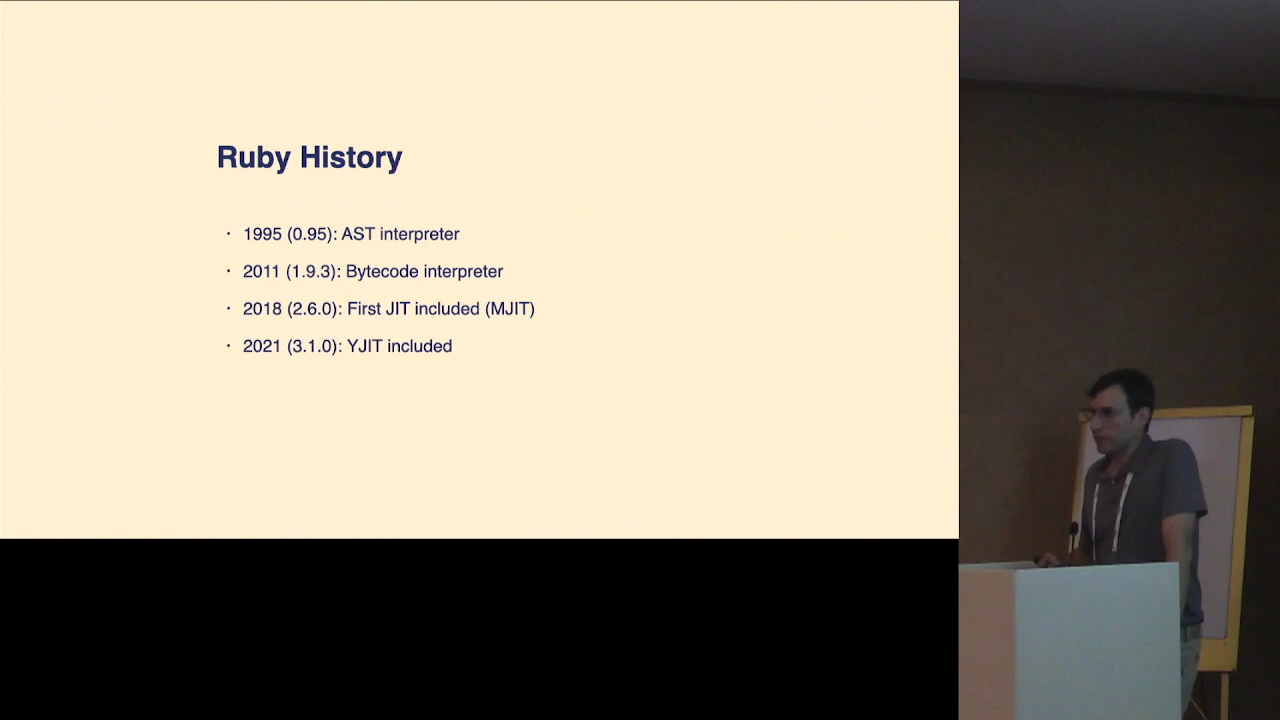 Ruby History
· 1995 (0.95): AST interpreter
· 2011 (1.9.3): Bytecode interpreter
· 2018 (2.6.0): First JIT included (MJIT)
· 2021 (3.1.0): YJIT included